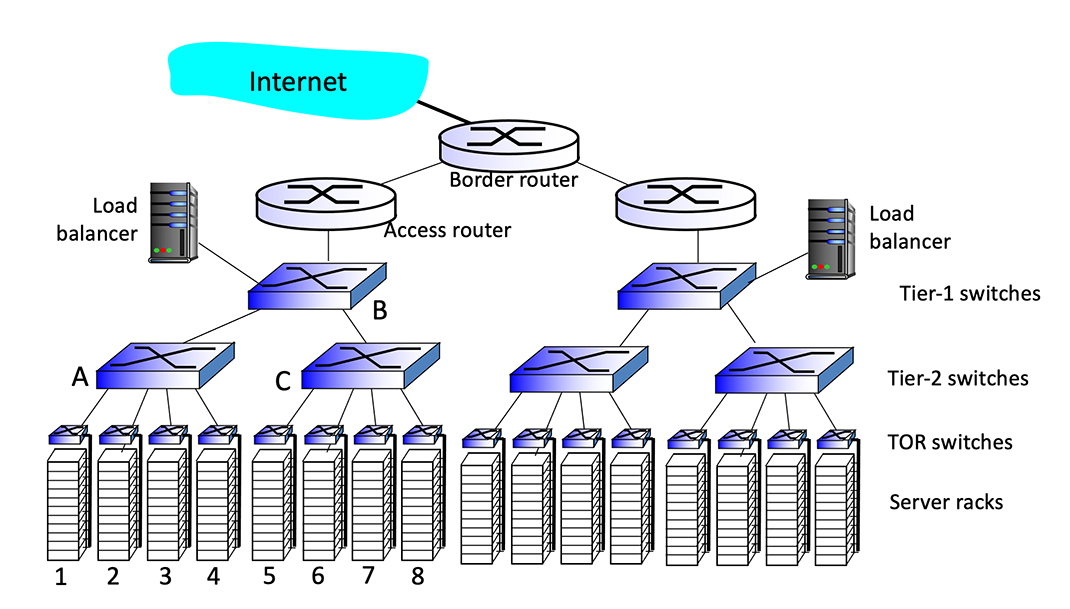 Internet
Border router
Load
balancer
Access router
Load
balancer
Tier-1 switches
B
A
C
Tier-2 switches
TOR switches
Server racks
1 2 3 4 5 6 7 8